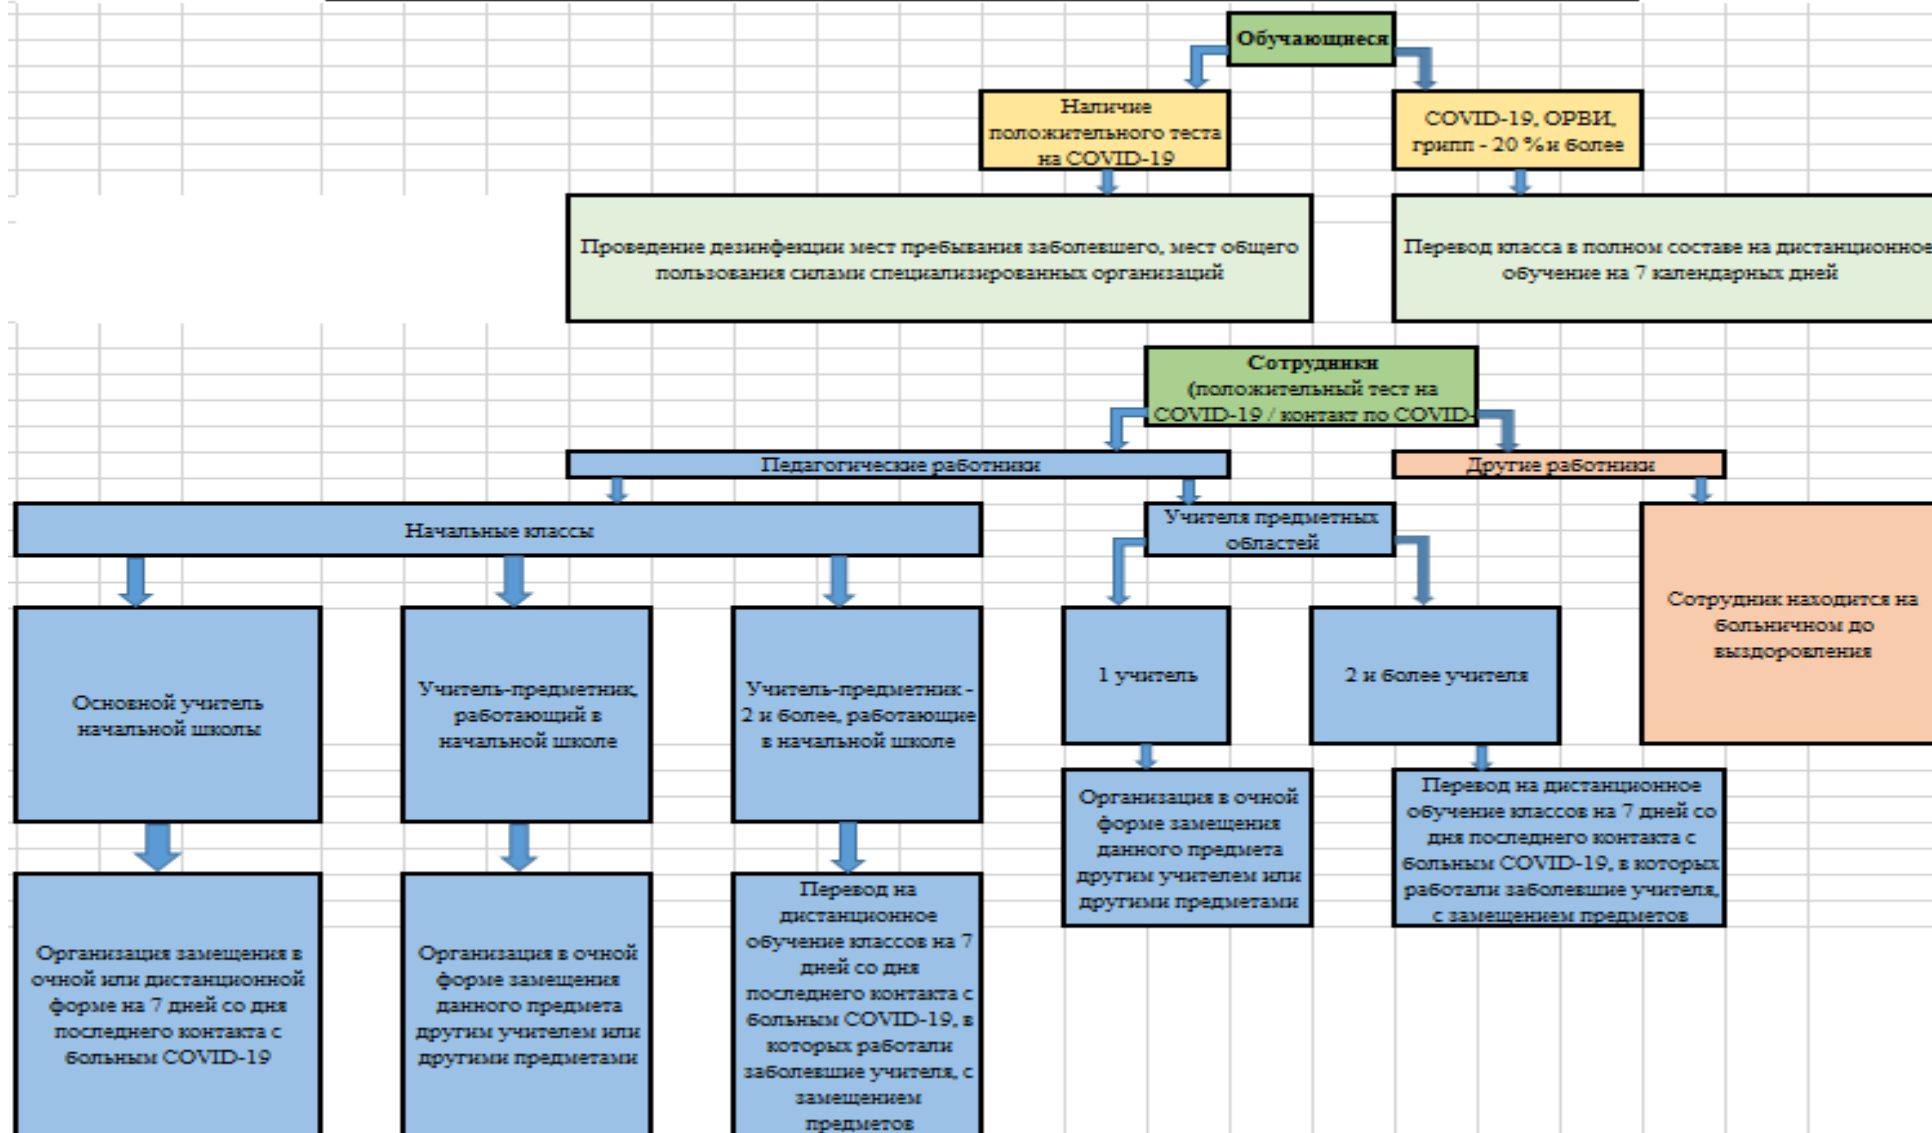 Обучающиеся
Наличие
положительного теста
на COVID-19
COVID-19, ОРВИ,
грипп - 20 % и более
Проведение дезинфекции мест пребывания заболевшего, мест общего
пользования силами специализированных организаций
Перевод класса в полном составе на дистанционное
обучение на 7 календарных дней
Сотрудники
(положительный тест на
COVID-19 / контакт по COVID-
Педагогические работники
Другие работники
Начальные классы
Учителя предметных
областей
Сотрудник находится на
больничном до
выздоровления
Основной учитель
начальной школы
Учитель-предметник,
работающий в
начальной школе
Учитель-предметник -
2 и более, работающие
в начальной школе
1 учитель
2 и более учителя
Организация в очной
форме замещения
данного предмета
другим учителем или
другими предметами
Перевод на дистанционное
обучение классов на 7 дней со
дня последнего контакта с
больным COVID-19, в которых
работали заболевшие учителя,
с замещением предметов
Организация замещения в
очной или дистанционной
форме на 7 дней со дня
последнего контакта с
больным COVID-19
Организация в очной
форме замещения
данного предмета
другим учителем или
другими предметами
Перевод на
дистанционное
обучение классов на 7
дней со дня
последнего контакта с
больным COVID-19, в
которых работали
заболевшие учителя, с
замещением
предметов